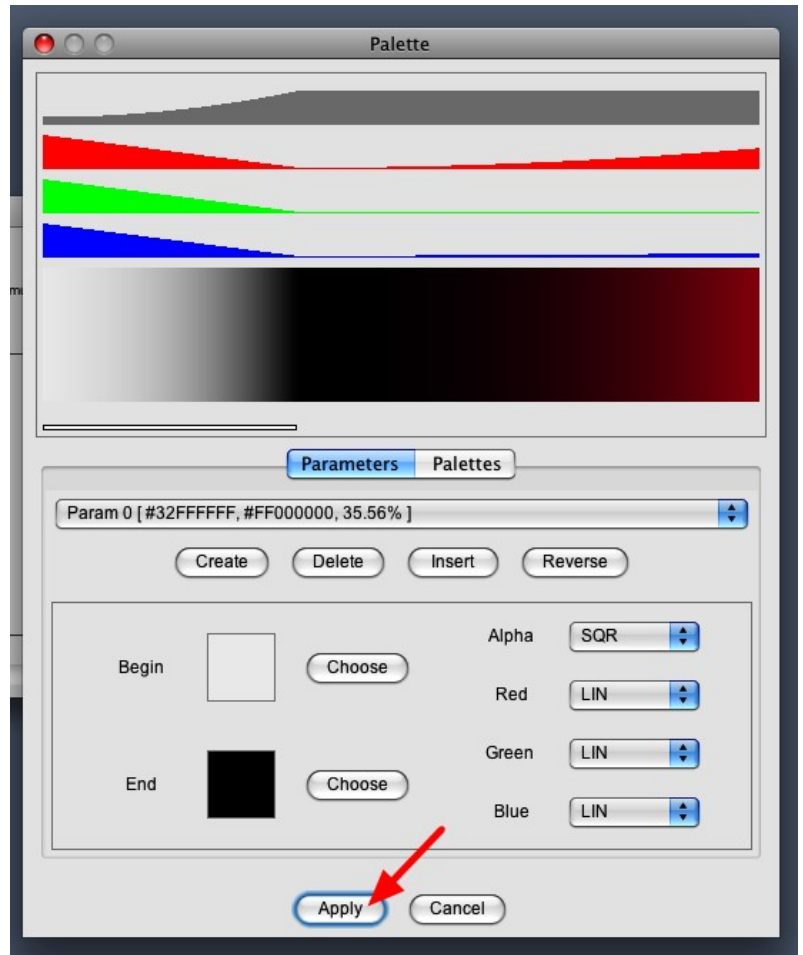 Palette
mu
Parameters Palettes
Param 0 [ #32FFFFFF, #FF000000, 35.56% ]
Create Delete Insert Reverse
Begin Choose Alpha SQR
Red LIN
End Choose Green LIN
Blue LIN
Apply Cancel